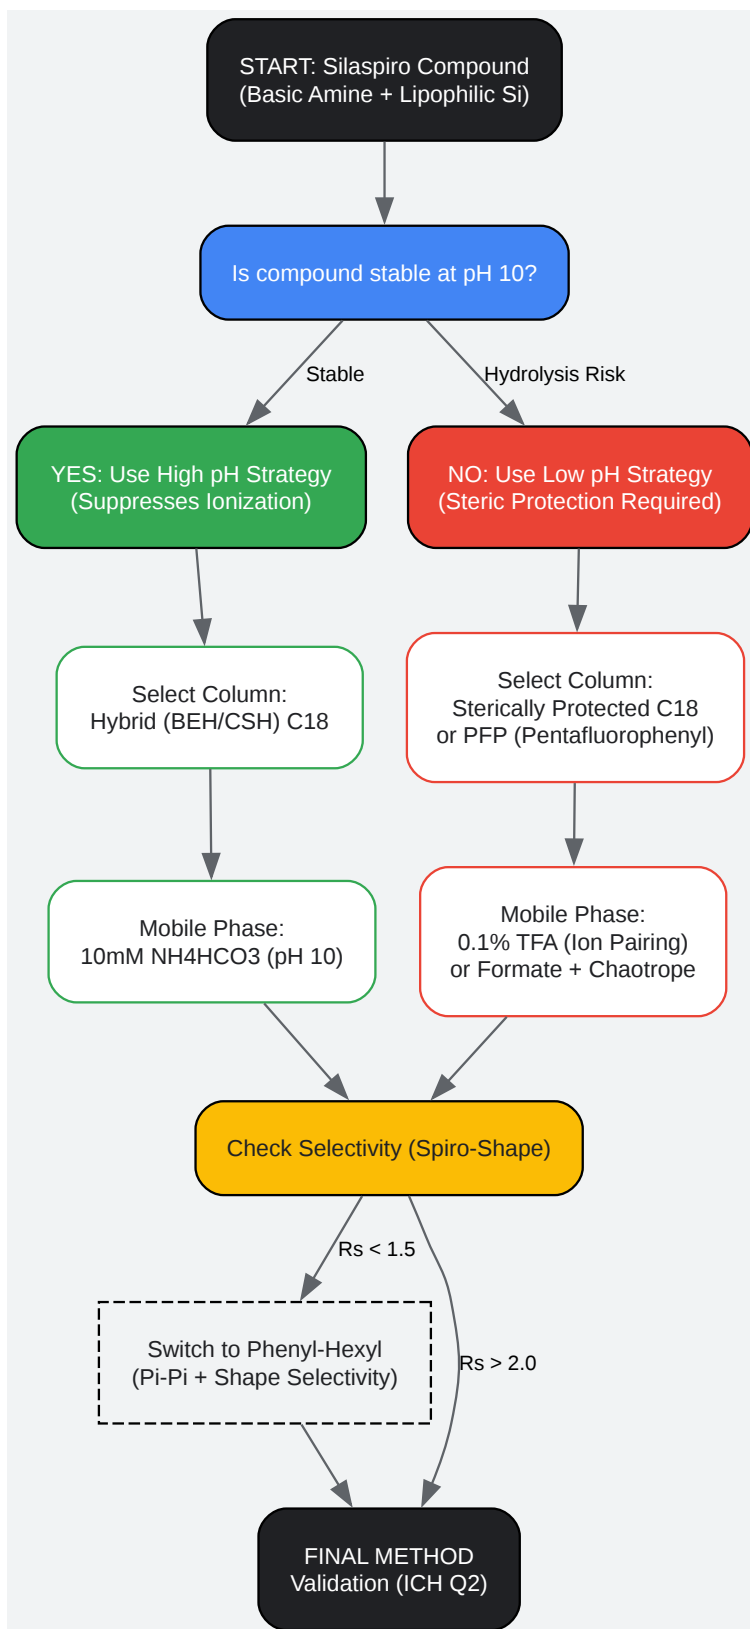 START: Silaspiro Compound
(Basic Amine + Lipophilic Si)
Is compound stable at pH 10?
Stable
Hydrolysis Risk
YES: Use High pH Strategy
(Suppresses Ionization)
NO: Use Low pH Strategy
(Steric Protection Required)
Select Column:
Hybrid (BEH/CSH) C18
Select Column:
Sterically Protected C18
or PFP (Pentafluorophenyl)
Mobile Phase:
10mM NH4HCO3 (pH 10)
Mobile Phase:
0.1% TFA (Ion Pairing)
or Formate + Chaotrope
Check Selectivity (Spiro-Shape)
Rs < 1.5
Switch to Phenyl-Hexyl
(Pi-Pi + Shape Selectivity)
Rs > 2.0
FINAL METHOD
Validation (ICH Q2)